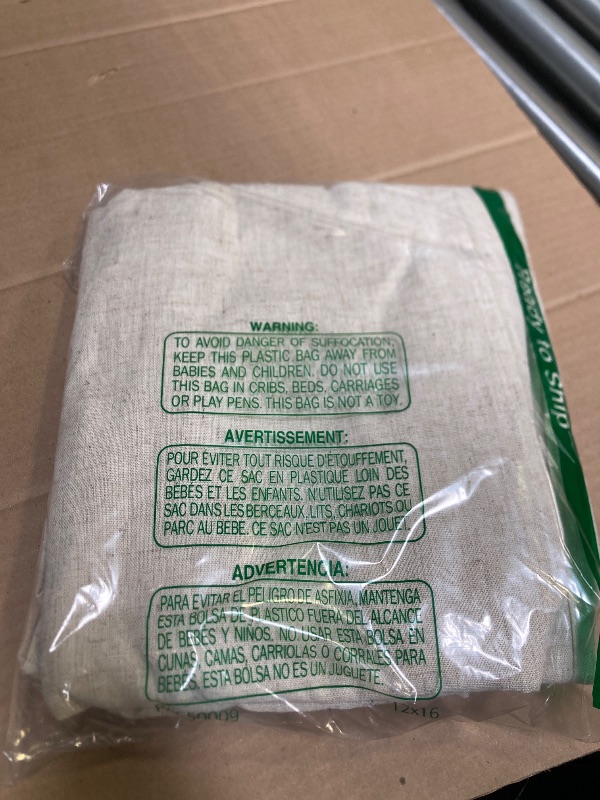 WARNING:
TO AVOID DANGER OF SUFFOCATION,
KEEP THIS PLASTIC BAG AWAY FROM
BABIES AND CHILDREN. DO NOT USE
THIS BAG IN CRIBS, BEDS, CARRIAGES
OR PLAY PENS. THIS BAG IS NOT A TOY.
AVERTISSEMENT:
POUR ÉVITER TOUT RISQUE D'ÉTOUFFEMENT,
GARDEZ CE SAC EN PLASTIQUE LOIN DES
BÉBÉS ET LES ENFANTS. N'UTILISEZ PAS CE
SAC DANS LES BERCEAUX, LITS, CHARIOTS OU
PARC AU BEBE. CE SAC N'EST PAS UN JOUET.
ADVERTENCIA:
PARA EVITAR EL PELIGRO DE ASFIXIA, MANTENGA
ESTA BOLSA DE PLASTICO FUERA DEL ALCANCE
DE BEBES Y NINOS. NO USAR ESTA BOLSA EN
CUNAS, CAMAS, CARRIOLAS O CORRALES PARA
BEBES. ESTA BOLSA NO ES UN JUGUETE.
50009
12x16
Ready to Ship